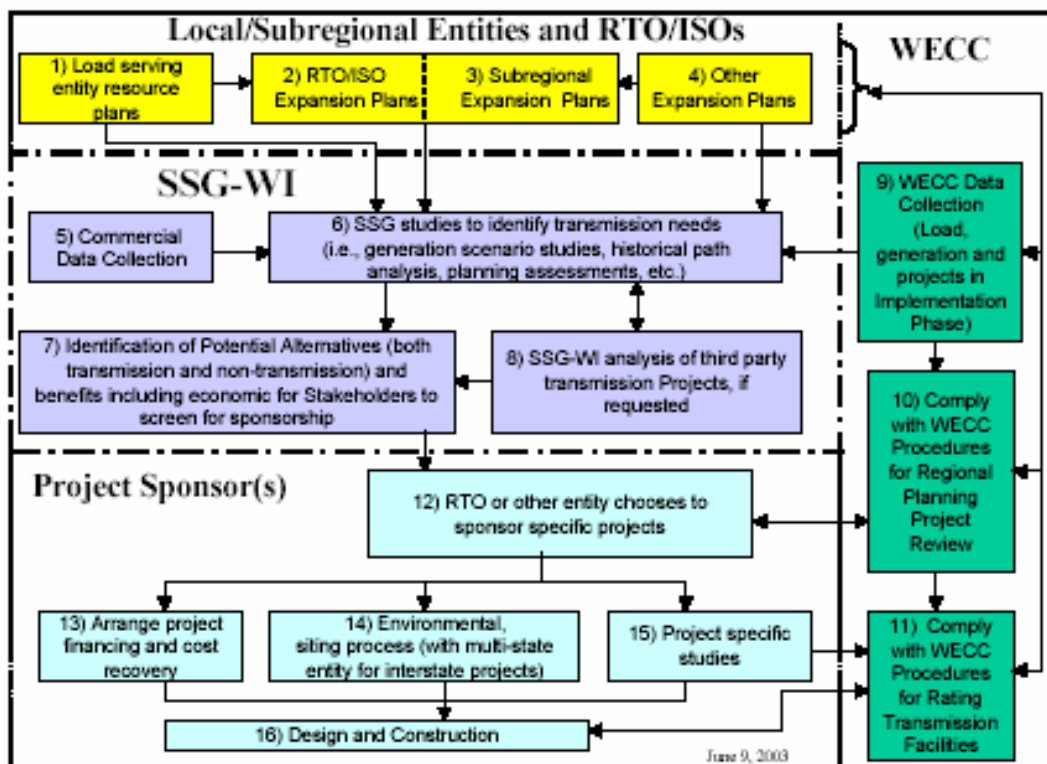 Local/Subregional Entities and RTO/ISOs
WECC
1) Load serving
entity resource
plans
2) RTO/ISO
Expansion Plans
3) Subregional
Expansion Plans
4) Other
Expansion Plans
SSG-WI
5) Commercial
Data Collection
6) SSG studies to identify transmission needs
(i.e., generation scenario studies, historical path
analysis, planning assessments, etc.)
9) WECC Data
Collection
(Load,
generation and
projects in
Implementation
Phase)
7) Identification of Potential Alternatives (both
transmission and non-transmission) and
benefits including economic for Stakeholders to
screen for sponsorship
8) SSG-WI analysis of third party
transmission Projects, if
requested
10) Comply
with WECC
Procedures
for Regional
Planning
Project
Review
Project Sponsor(s)
12) RTO or other entity chooses to
sponsor specific projects
13) Arrange project
financing and cost
recovery
14) Environmental,
siting process (with multi-state
entity for interstate projects)
15) Project specific
studies
11) Comply
with WECC
Procedures
for Rating
Transmission
Facilities
16) Design and Construction
June 9, 2003